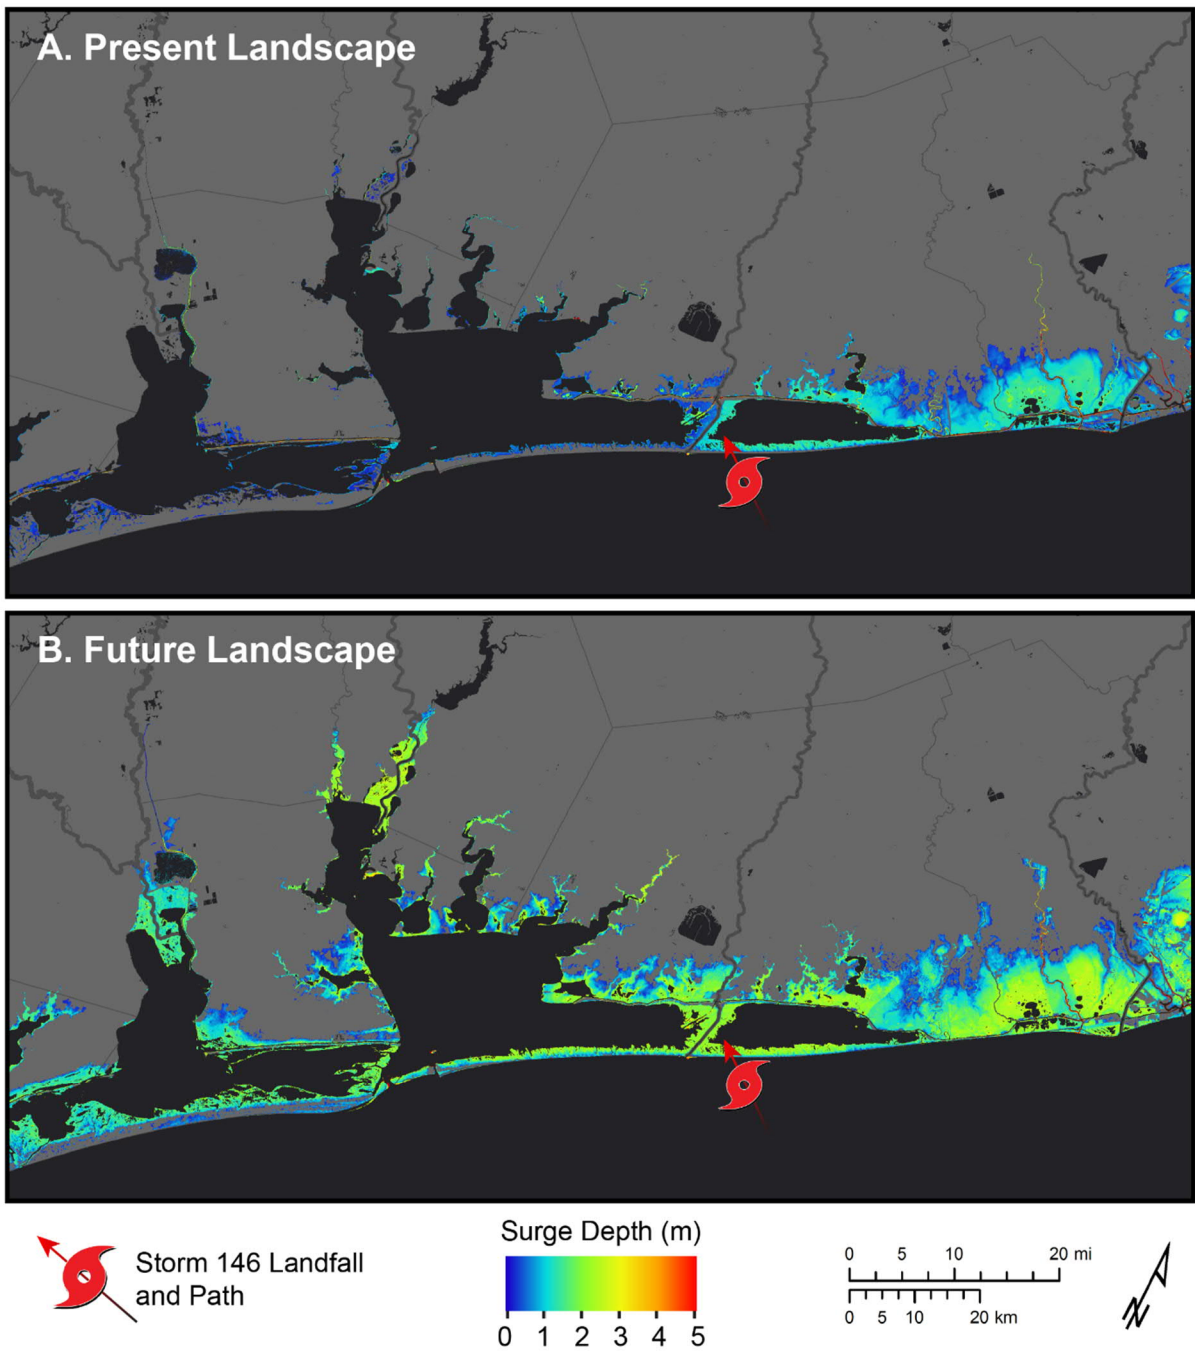 A. Present Landscape
B. Future Landscape
Storm 146 Landfall
and Path
Surge Depth (m)
0 1 2 3 4 5
0 5 10 20 mi
0 5 10 20 km
N